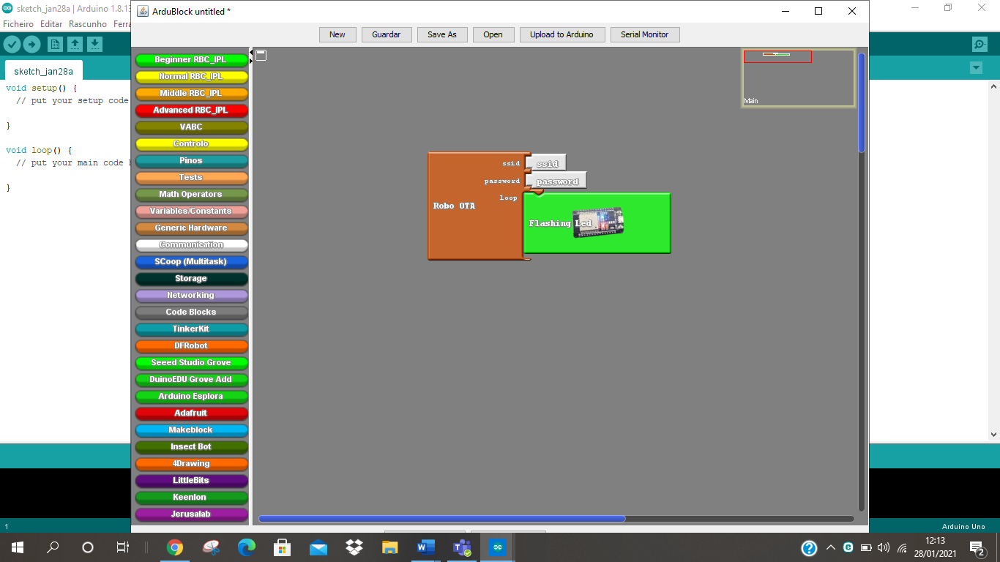 sketch_jan28a | Arduino 1.8.13
Ficheiro Editar Rascunho Ferra
sketch_jan28a
void setup() {
// put your setup code
}
void loop() {
// put your main code
}
1
Arduino Uno
ArduBlock untitled *
New Guardar Save As Open Upload to Arduino Serial Monitor
Beginner RBC_IPL
Normal RBC_IPL
Middle RBC_IPL
Advanced RBC_IPL
VABC
Controlo
Pinos
Tests
Math Operators
Variables/Constants
Generic Hardware
Communication
SCoop (Multitask)
Storage
Networking
Code Blocks
TinkerKit
DFRobot
Seeed Studio Grove
DuinoEDU Grove Add
Arduino Esplora
Adafruit
Makeblock
Insect Bot
4Drawing
LittleBits
Keenlon
Jerusalab
Main
ssid ssid
password password
loop
Robo OTA
Flashing Led
12:13
28/01/2021
2